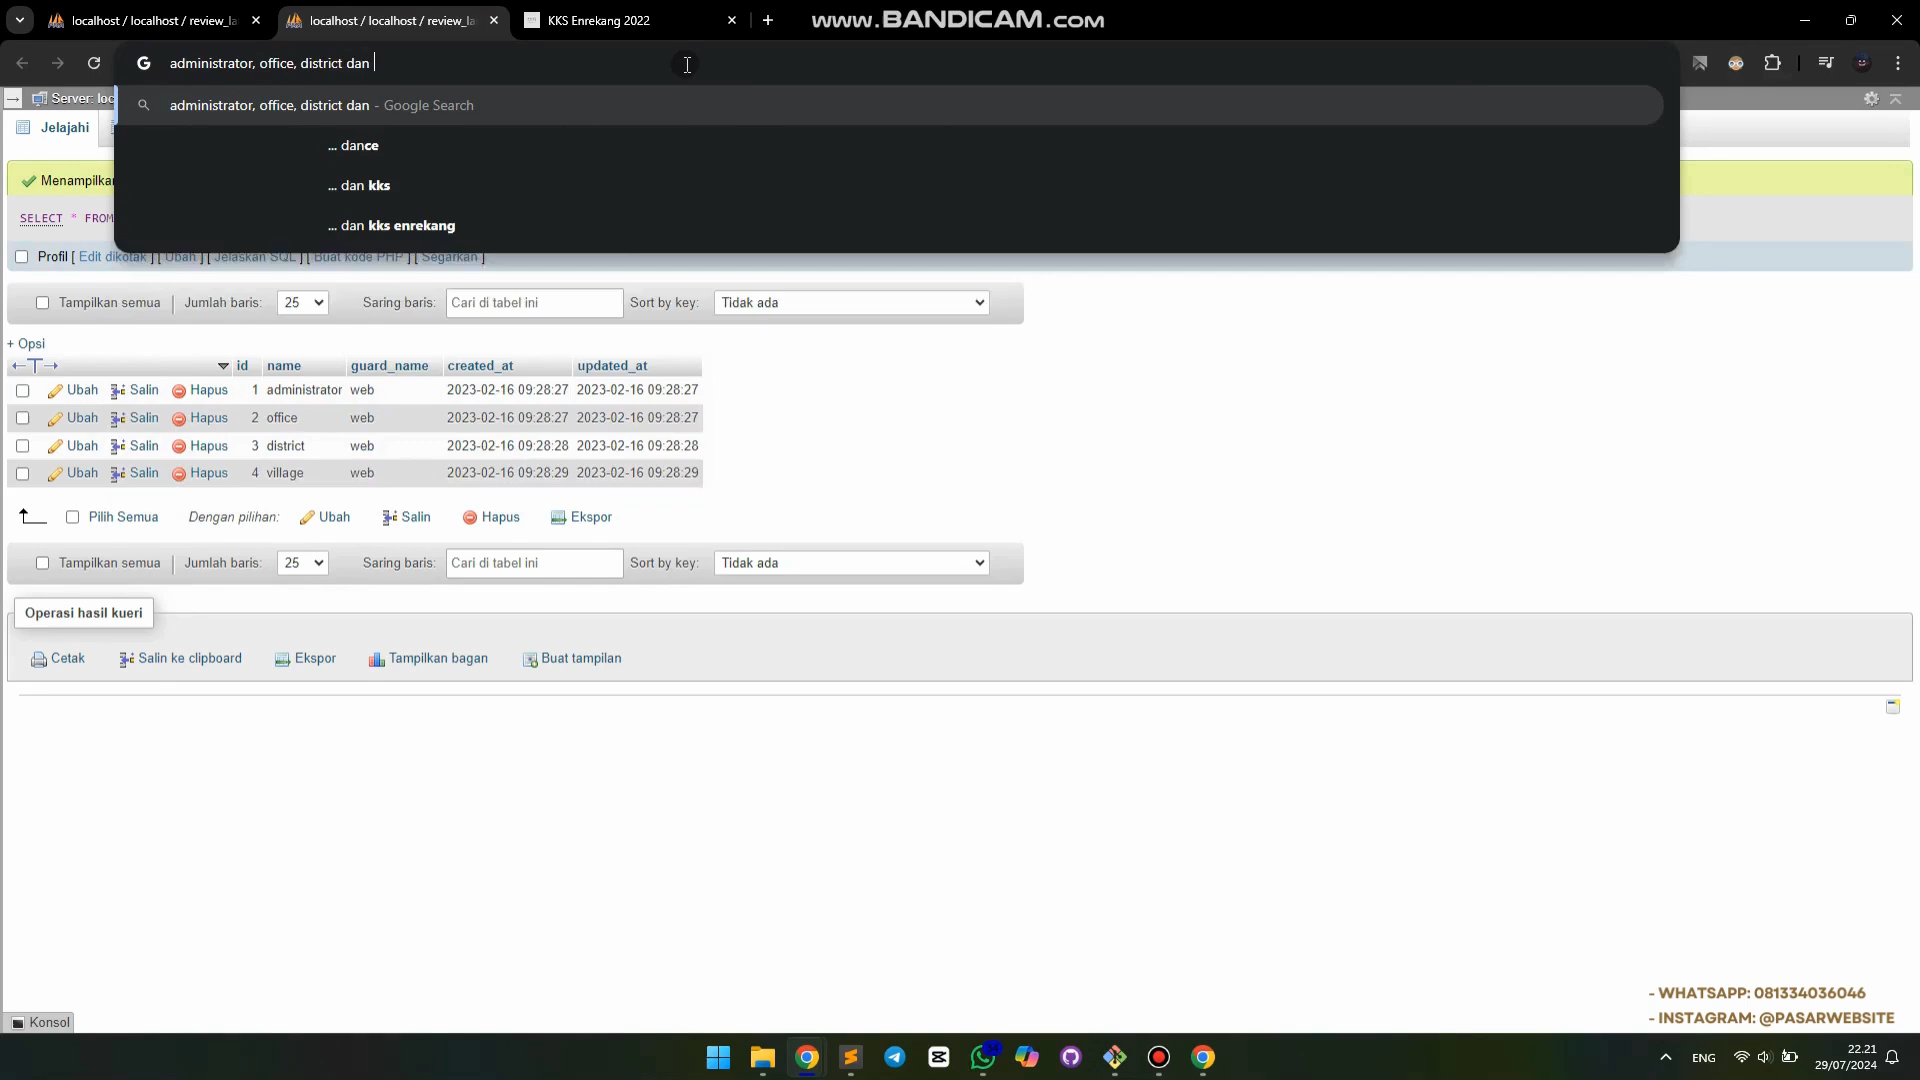 localhost / localhost / review_la
localhost / localhost / review_la
KKS Enrekang 2022
www.BANDICAM.com
administrator, office, district dan
administrator, office, district dan - Google Search
... dance
... dan kks
... dan kks enrekang
Server: loc
Jelajahi
Menampilkan
SELECT * FROM
Profil [ Edit dikotak ] [ Ubah ] [ Jelaskan SQL ] [ Buat kode PHP ] [ Segarkan ]
Tampilkan semua Jumlah baris: 25 Saring baris: Cari di tabel ini Sort by key: Tidak ada
+ Opsi
id name guard_name created_at updated_at
Ubah Salin Hapus 1 administrator web 2023-02-16 09:28:27 2023-02-16 09:28:27
Ubah Salin Hapus 2 office web 2023-02-16 09:28:27 2023-02-16 09:28:27
Ubah Salin Hapus 3 district web 2023-02-16 09:28:28 2023-02-16 09:28:28
Ubah Salin Hapus 4 village web 2023-02-16 09:28:29 2023-02-16 09:28:29
Pilih Semua Dengan pilihan: Ubah Salin Hapus Ekspor
Tampilkan semua Jumlah baris: 25 Saring baris: Cari di tabel ini Sort by key: Tidak ada
Operasi hasil kueri
Cetak Salin ke clipboard Ekspor Tampilkan bagan Buat tampilan
- WHATSAPP: 081334036046
- INSTAGRAM: @PASARWEBSITE
Konsol
ENG
22.21
29/07/2024